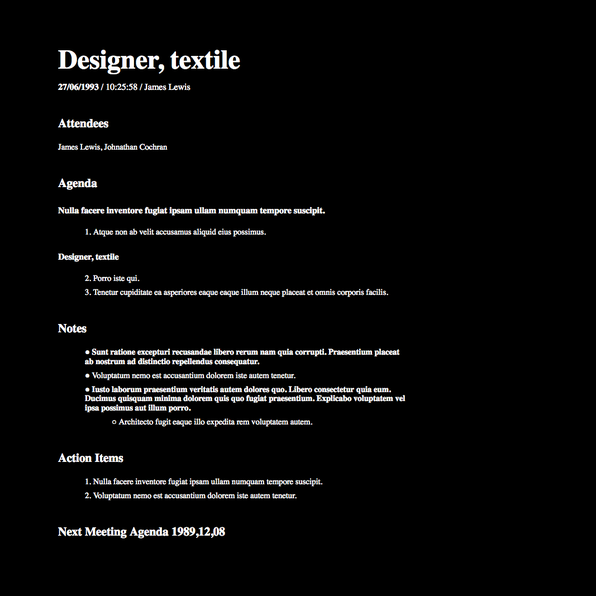 Designer, textile
27/06/1993 / 10:25:58 / James Lewis
Attendees
James Lewis, Johnathan Cochran
Agenda
Nulla facere inventore fugiat ipsam ullam numquam tempore suscipit.
1. Atque non ab velit accusamus aliquid eius possimus.
Designer, textile
2. Porro iste qui.
3. Tenetur cupiditate ea asperiores eaque eaque illum neque placeat et omnis corporis facilis.
Notes
● Sunt ratione excepturi recusandae libero rerum nam quia corrupti. Praesentium placeat
ab nostrum ad distinctio repellendus consequatur.
● Voluptatum nemo est accusantium dolorem iste autem tenetur.
● Iusto laborum praesentium veritatis autem dolores quo. Libero consectetur quia eum.
Ducimus quisquam minima dolorem quis quo fugiat praesentium. Explicabo voluptatem vel
ipsa possimus aut illum porro.
○ Architecto fugit eaque illo expedita rem voluptatem autem.
Action Items
1. Nulla facere inventore fugiat ipsam ullam numquam tempore suscipit.
2. Voluptatum nemo est accusantium dolorem iste autem tenetur.
Next Meeting Agenda 1989,12,08